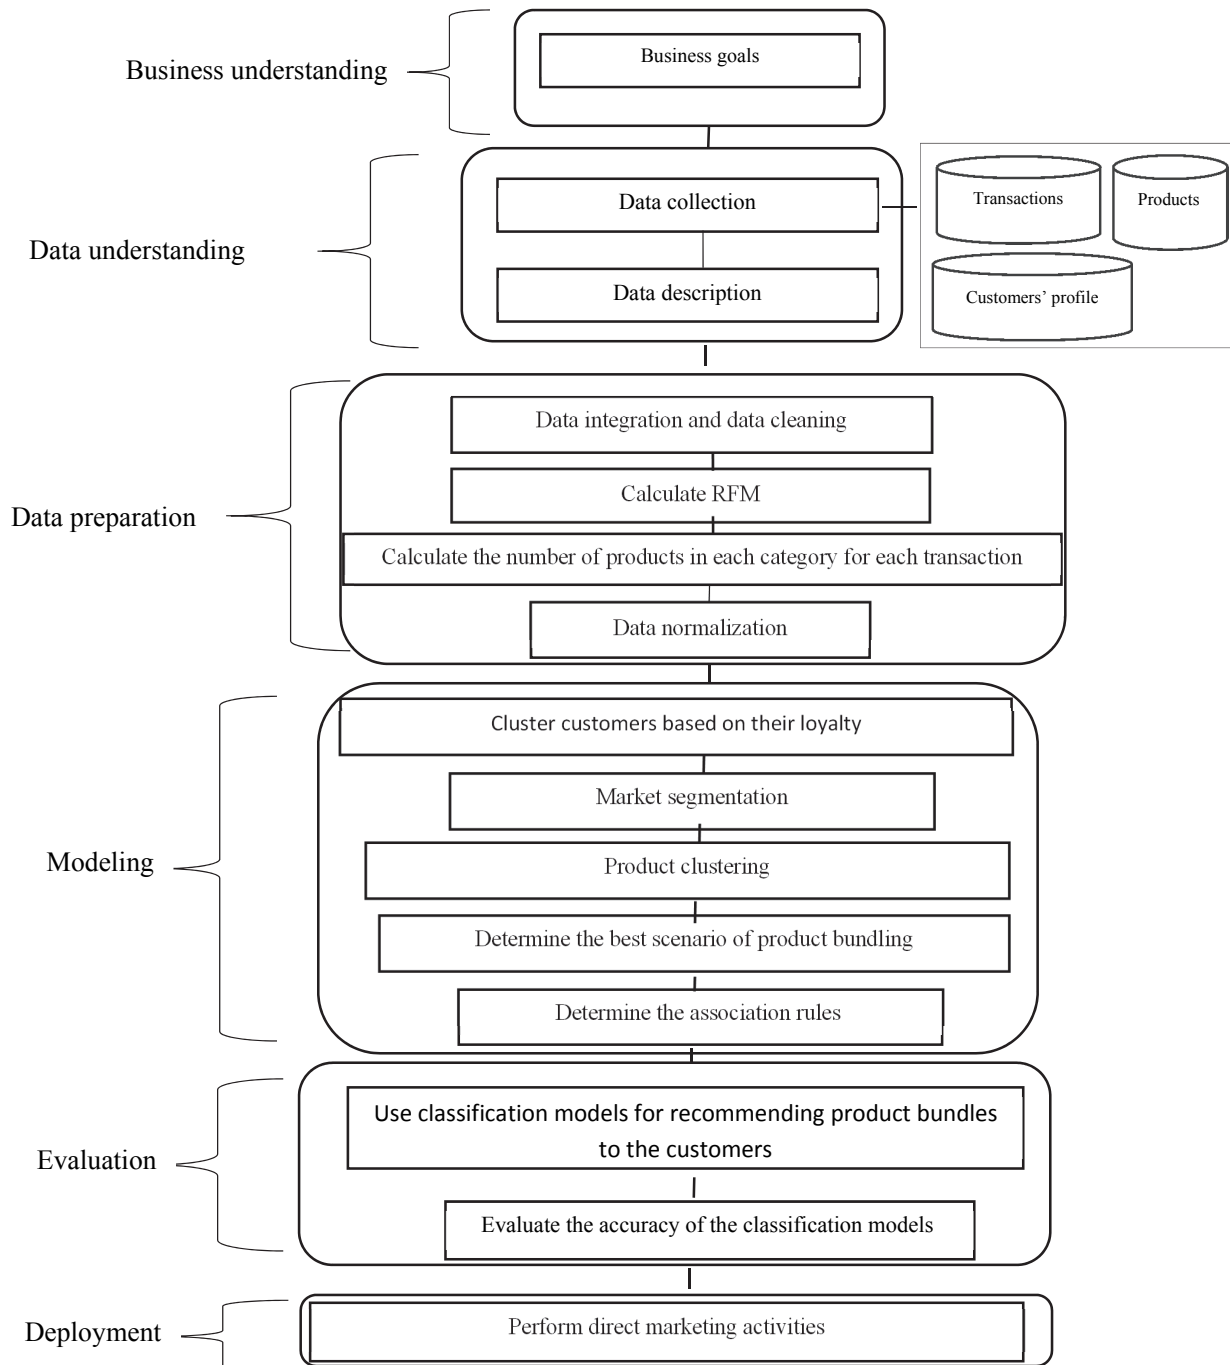 Business understanding
Business goals
Data understanding
Data collection
Transactions
Products
Data description
Customers’ profile
Data preparation
Data integration and data cleaning
Calculate RFM
Calculate the number of products in each category for each transaction
Data normalization
Modeling
Cluster customers based on their loyalty
Market segmentation
Product clustering
Determine the best scenario of product bundling
Determine the association rules
Evaluation
Use classification models for recommending product bundles
to the customers
Evaluate the accuracy of the classification models
Deployment
Perform direct marketing activities